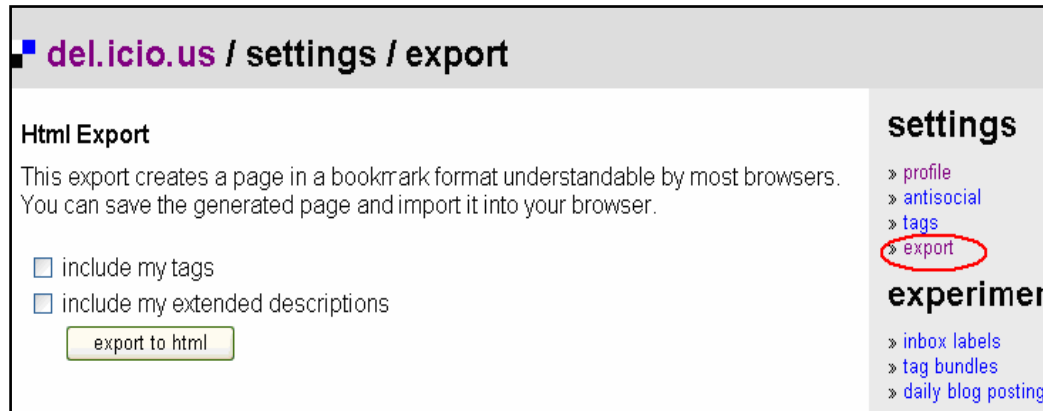 del.icio.us / settings / export
Html Export
This export creates a page in a bookmark format understandable by most browsers.
You can save the generated page and import it into your browser.
include my tags
include my extended descriptions
export to html
settings
» profile
» antisocial
» tags
» export
experimen
» inbox labels
» tag bundles
» daily blog posting